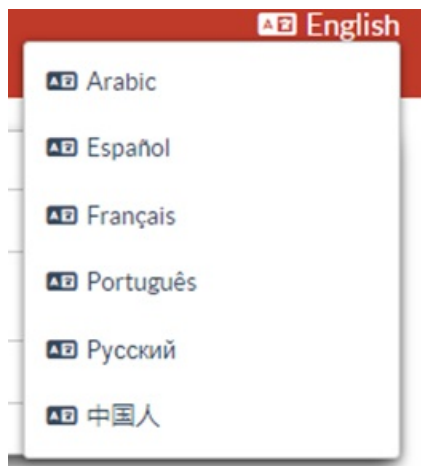 English
Arabic
Español
Français
Português
Русский
中国人